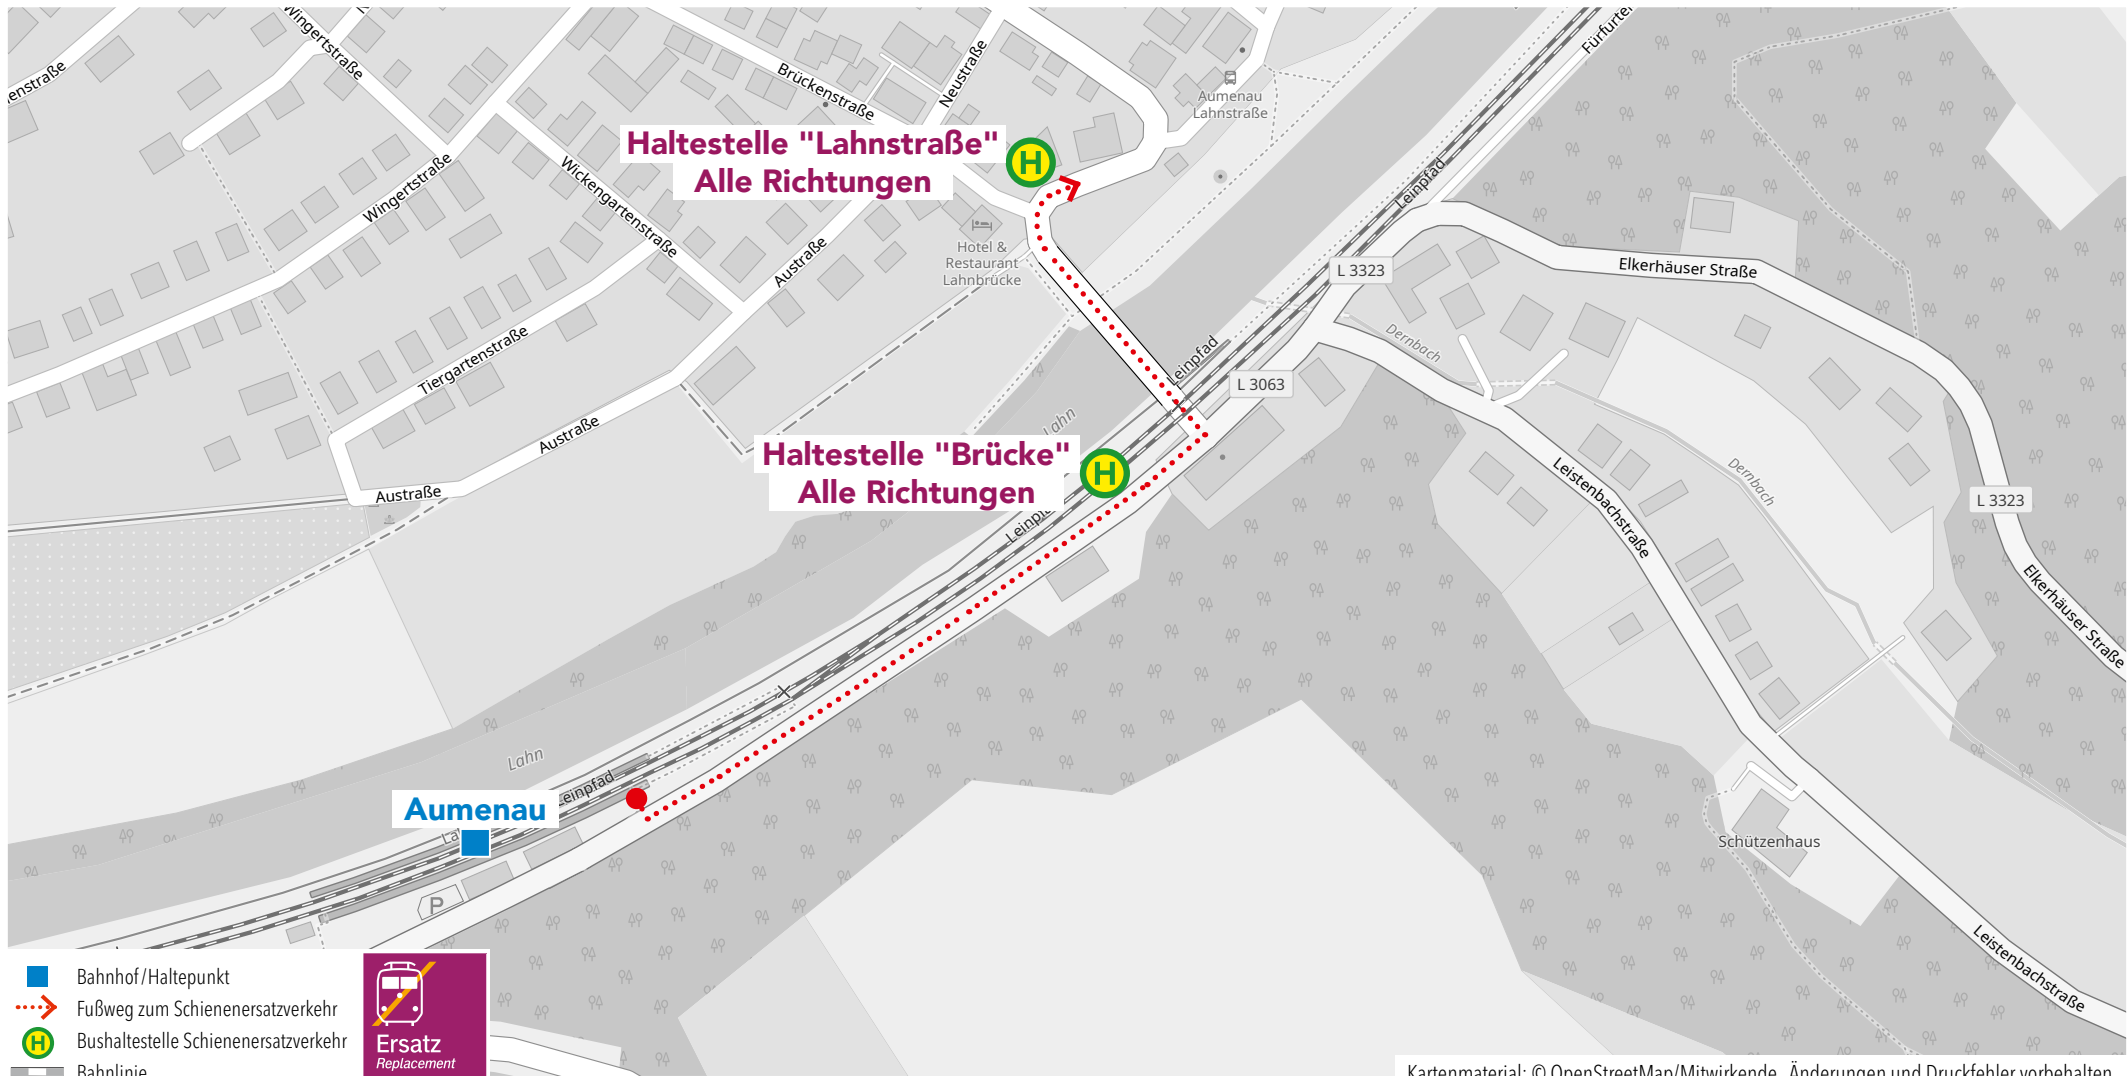 Wingertstraße
Brückenstraße
Neustraße
Fürfurter
Aumenau
Lahnstraße
Haltestelle "Lahnstraße"
Alle Richtungen
H
Wingertstraße
Wickengartenstraße
Leinpfad
Austraße
Hotel &
Restaurant
Lahnbrücke
L 3323
Elkerhäuser Straße
Tiergartenstraße
Leinpfad
Dernbach
L 3063
Austraße
Lahn
Haltestelle "Brücke"
Alle Richtungen
H
Dernbach
Leistenbachstraße
Austraße
L 3323
Elkerhäuser Straße
Lahn
Leinpfad
Aumenau
Schützenhaus
P
Leistenbachstraße
Bahnhof/Haltepunkt
Fußweg zum Schienenersatzverkehr
H
Bushaltestelle Schienenersatzverkehr
Bahnlinie
Ersatz
Replacement
Kartenmaterial: © OpenStreetMap/Mitwirkende, Änderungen und Druckfehler vorbehalten